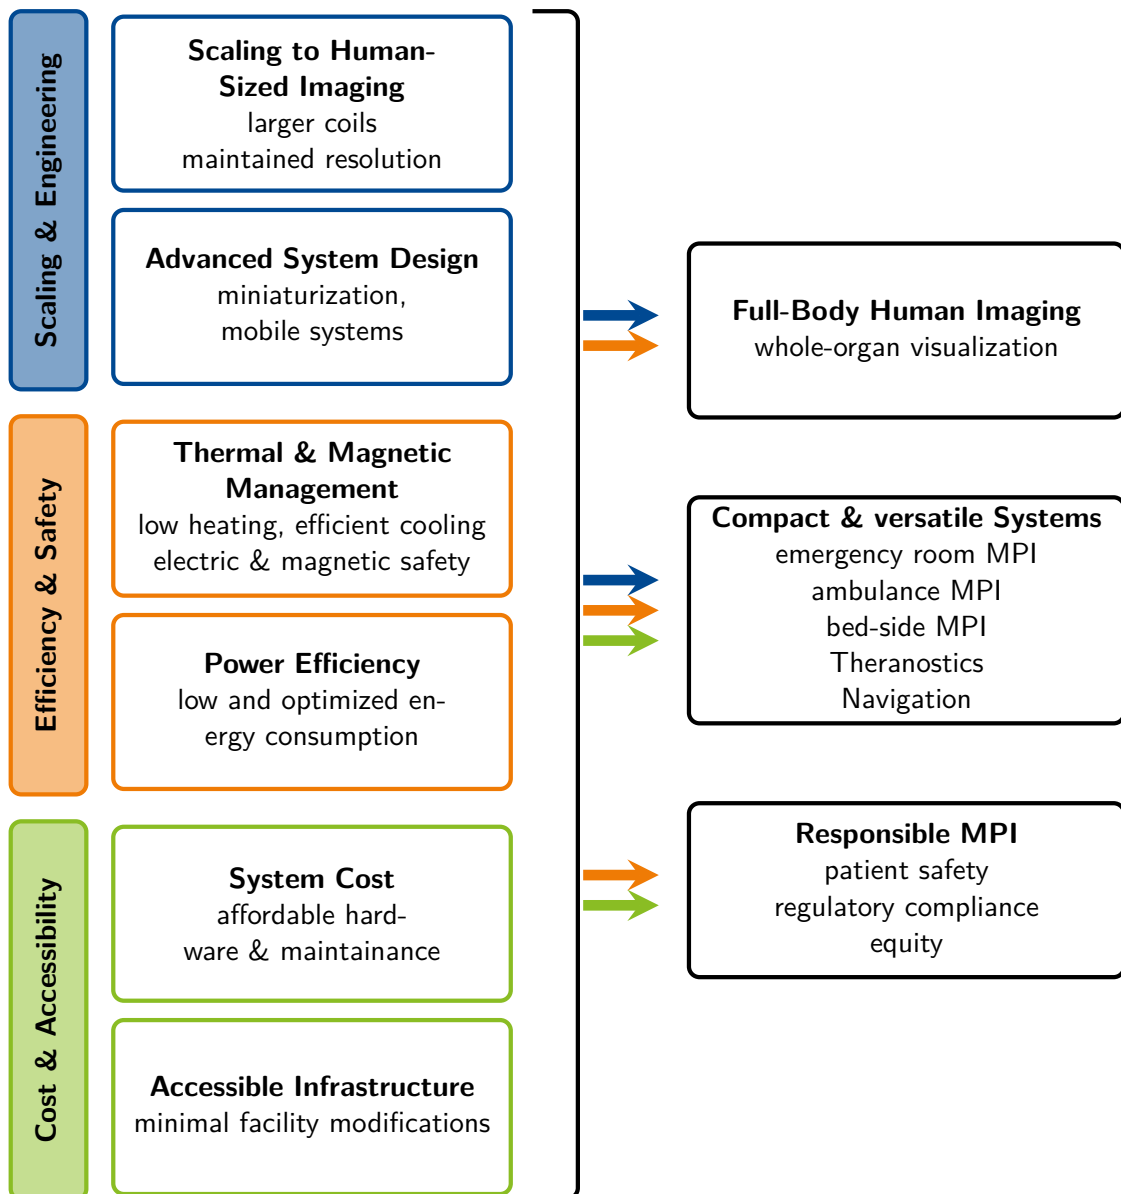 Scaling & Engineering
Scaling to Human-
Sized Imaging
larger coils
maintained resolution
Advanced System Design
miniaturization,
mobile systems
Efficiency & Safety
Thermal & Magnetic
Management
low heating, efficient cooling
electric & magnetic safety
Power Efficiency
low and optimized en-
ergy consumption
Cost & Accessibility
System Cost
affordable hard-
ware & maintainance
Accessible Infrastructure
minimal facility modifications
Full-Body Human Imaging
whole-organ visualization
Compact & versatile Systems
emergency room MPI
ambulance MPI
bed-side MPI
Theranostics
Navigation
Responsible MPI
patient safety
regulatory compliance
equity